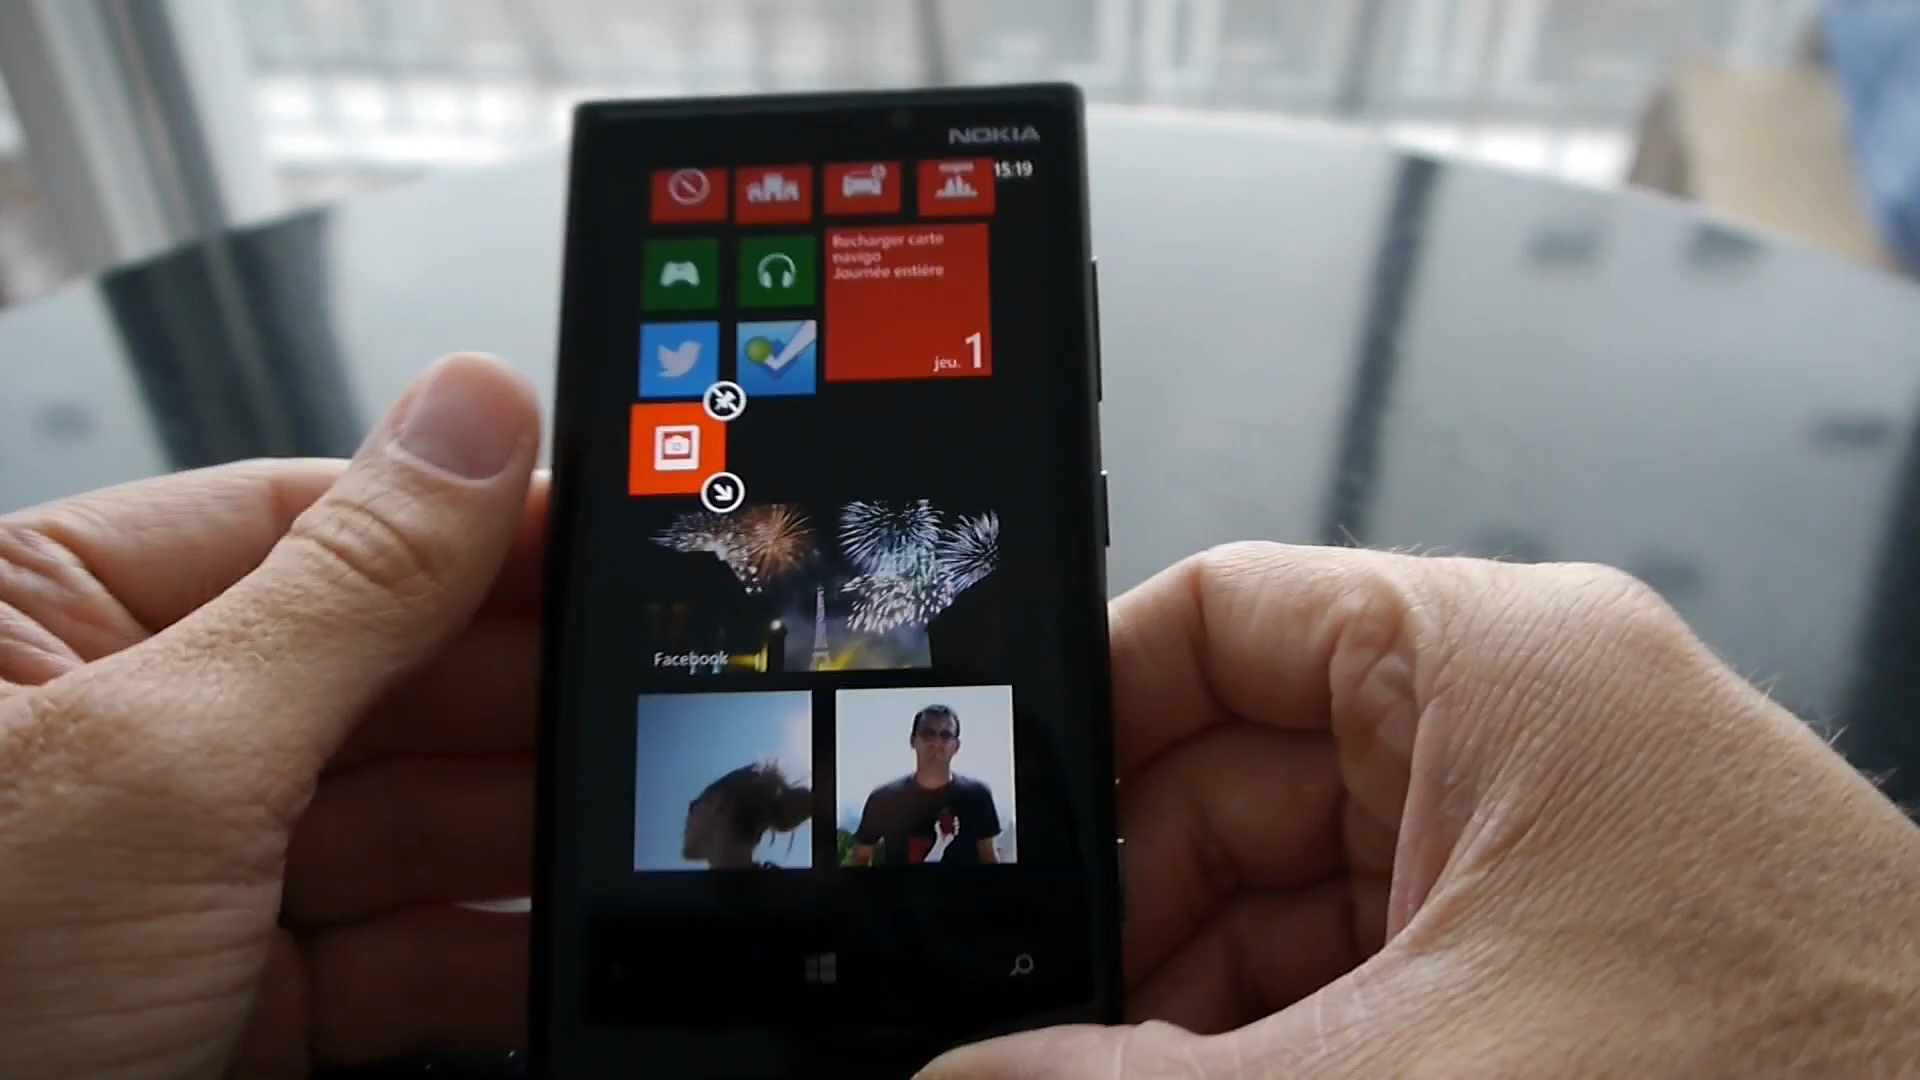 NOKIA
15:19
Recharger carte
navigo
Journée entière
jeu. 1
Facebook